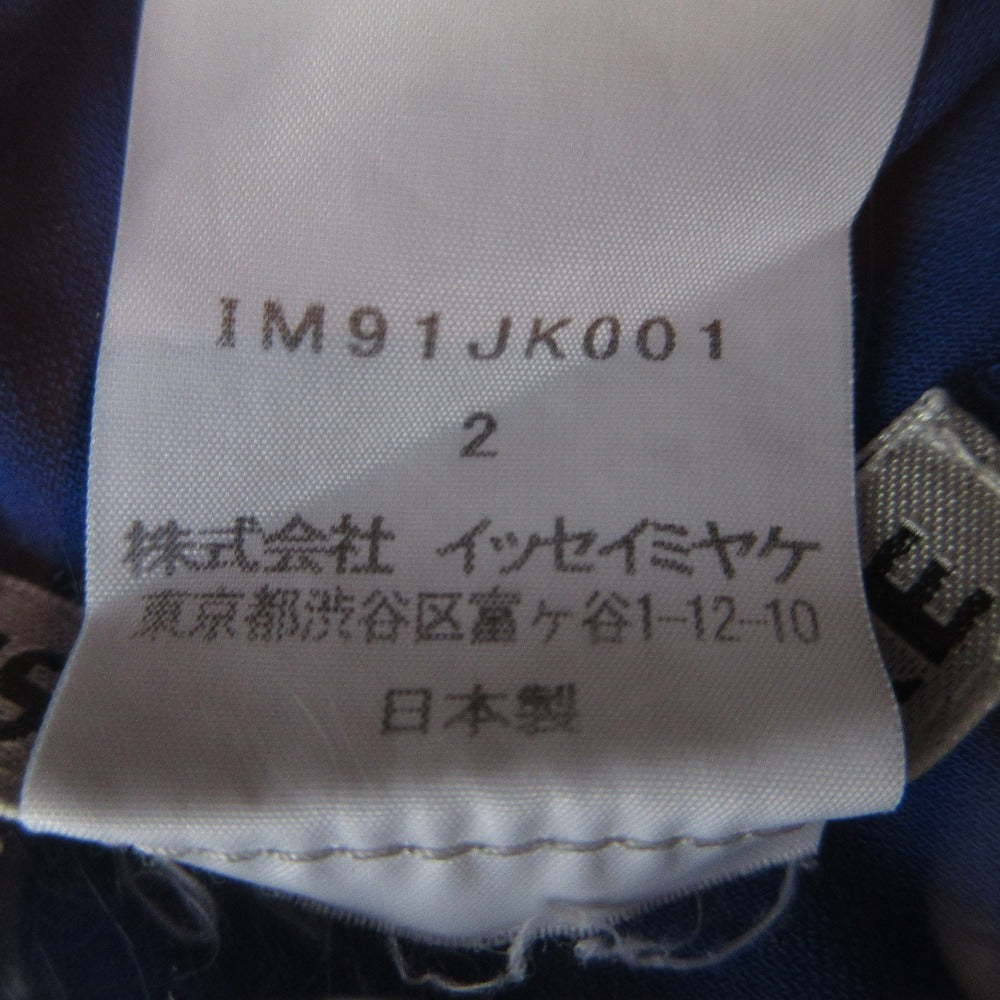 IM91JK001
2
株式会社 イッセイミヤケ
東京都渋谷区富ヶ谷1-12-10
日本製
S
E